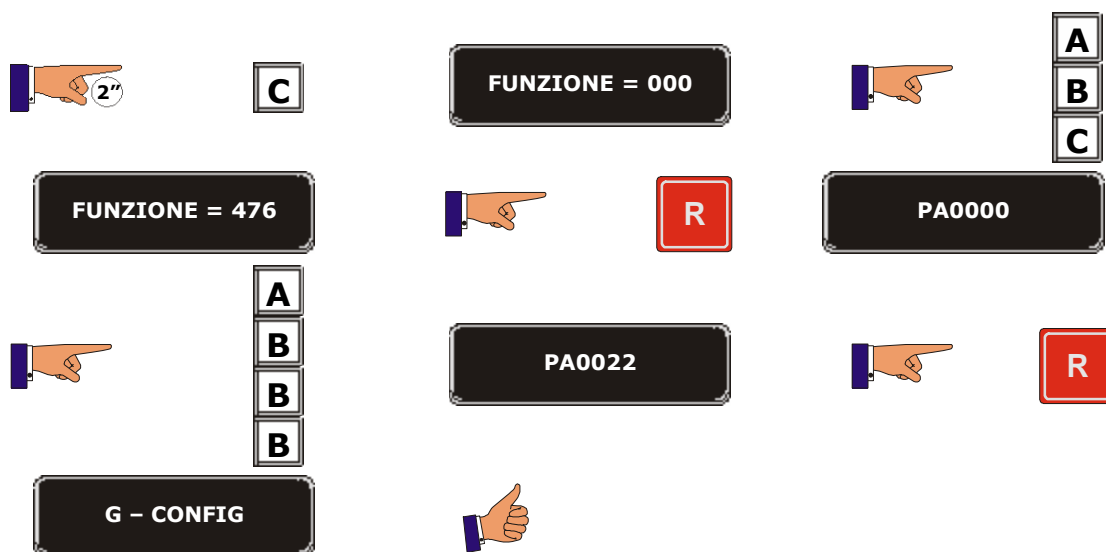 2”
C
FUNZIONE = 000
A
B
C
FUNZIONE = 476
R
PA0000
A
B
B
B
PA0022
R
G – CONFIG